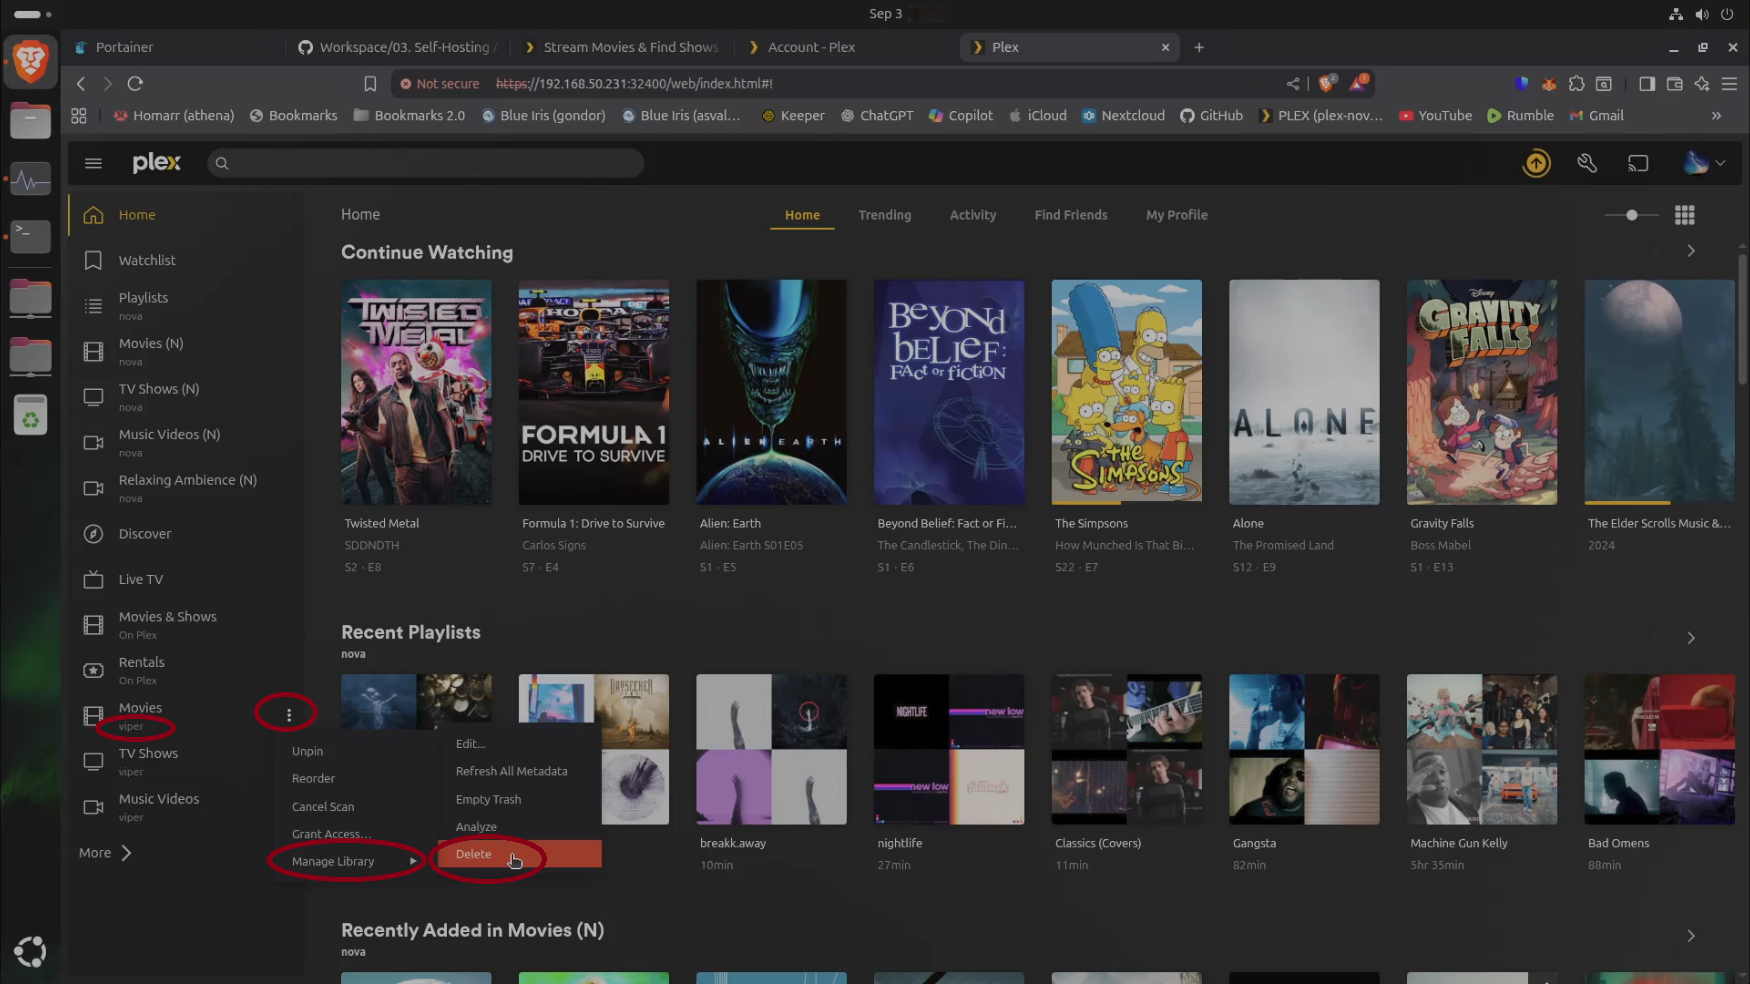 Sep 3
Portainer
Workspace/03. Self-Hosting A
Stream Movies & Find Shows
Account - Plex
Plex
Not secure
https://192.168.50.231:32400/web/index.html#!
2
1
Homarr (athena)
Bookmarks
Bookmarks 2.0
Blue Iris (gondor)
Blue Iris (asval...
Keeper
ChatGPT
Copilot
iCloud
Nextcloud
GitHub
PLEX (plex-nov...
YouTube
Rumble
Gmail
plex
Home
Watchlist
Playlists
nova
Movies (N)
nova
TV Shows (N)
nova
Music Videos (N)
nova
Relaxing Ambience (N)
nova
Discover
Live TV
Movies & Shows
On Plex
Rentals
On Plex
Movies
viper
TV Shows
viper
Music Videos
viper
More
Unpin
Reorder
Cancel Scan
Grant Access...
Manage Library
Edit...
Refresh All Metadata
Empty Trash
Analyze
Delete
Home
Home
Trending
Activity
Find Friends
My Profile
Continue Watching
TWISTED
METAL
FORMULA 1
DRIVE TO SURVIVE
ALIEN: EARTH
BEYOND
BELIEF:
FACT or fiCTiON
THE
SIMPSONS
ALONE
Disney
GRAVITY
FALLS
Twisted Metal
SDDNDTH
S2 · E8
Formula 1: Drive to Survive
Carlos Signs
S7 · E4
Alien: Earth
Alien: Earth S01E05
S1 · E5
Beyond Belief: Fact or Fi...
The Candlestick, The Din...
S1 · E6
The Simpsons
How Munched Is That Bi...
S22 · E7
Alone
The Promised Land
S12 · E9
Gravity Falls
Boss Mabel
S1 · E13
The Elder Scrolls Music &...
2024
Recent Playlists
nova
DAYSEEKER
NIGHTLIFE
new low
new low
fallback
breakk.away
10min
nightlife
27min
Classics (Covers)
11min
Gangsta
82min
Machine Gun Kelly
5hr 35min
Bad Omens
88min
Recently Added in Movies (N)
nova